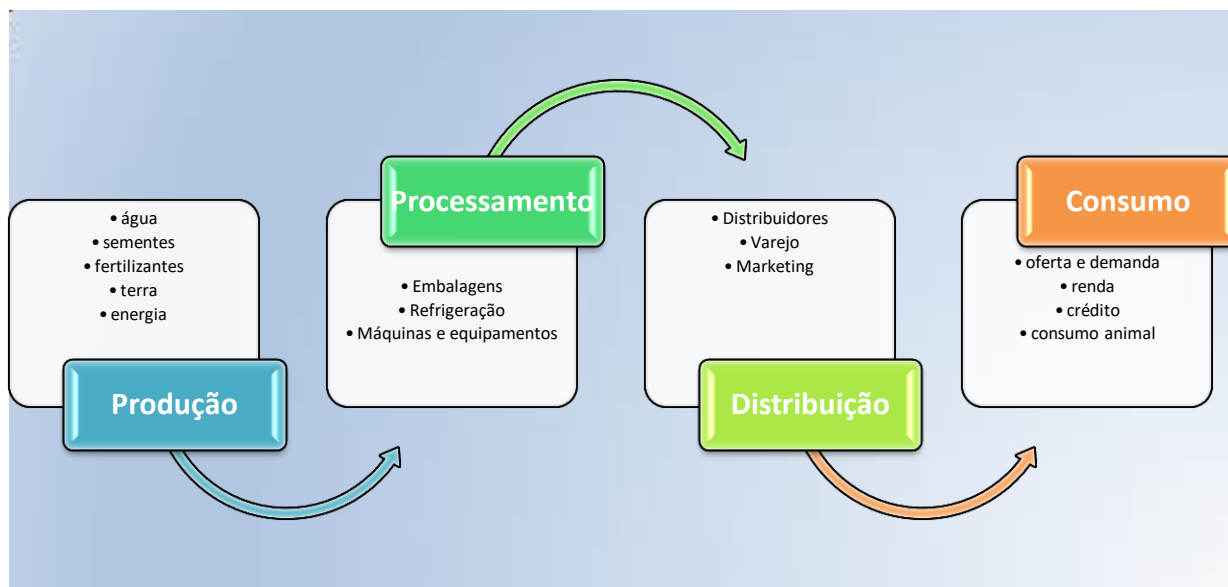 • água
• sementes
• fertilizantes
• terra
• energia
Produção
Processamento
• Embalagens
• Refrigeração
• Máquinas e equipamentos
• Distribuidores
• Varejo
• Marketing
Distribuição
Consumo
• oferta e demanda
• renda
• crédito
• consumo animal